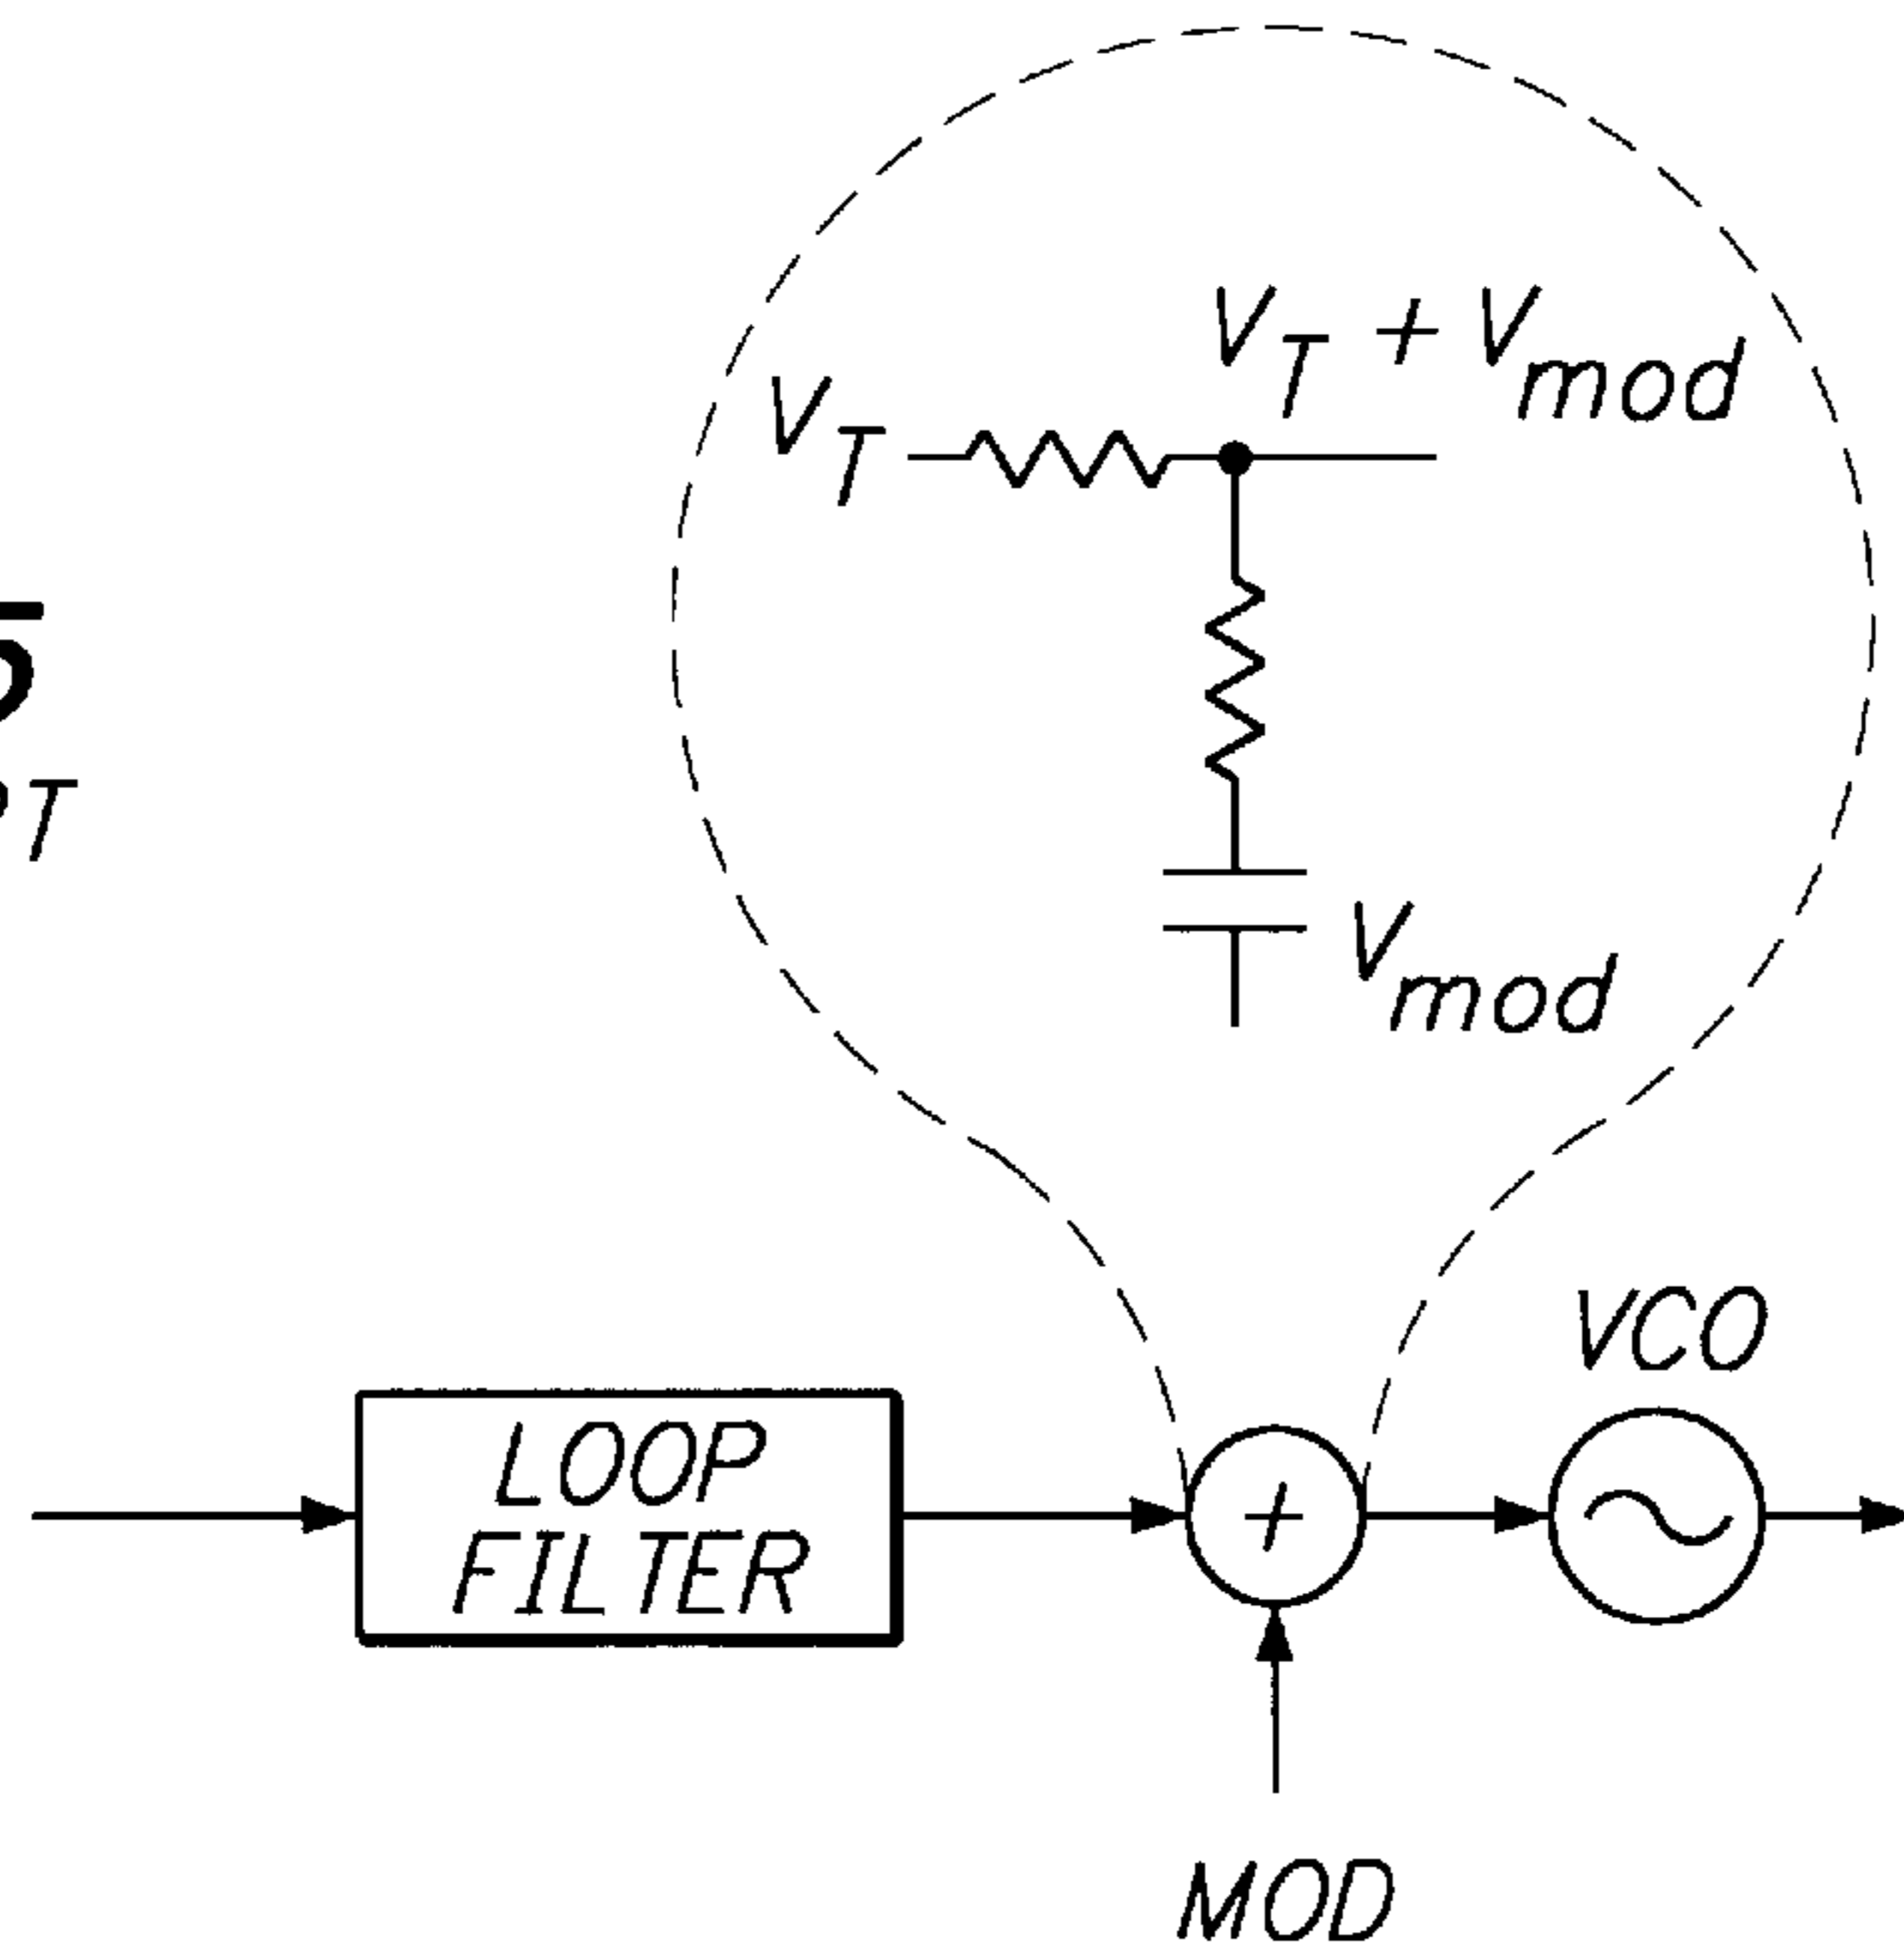 V_T + V_mod
V_T
V_mod
VCO
LOOP
FILTER
+
MOD